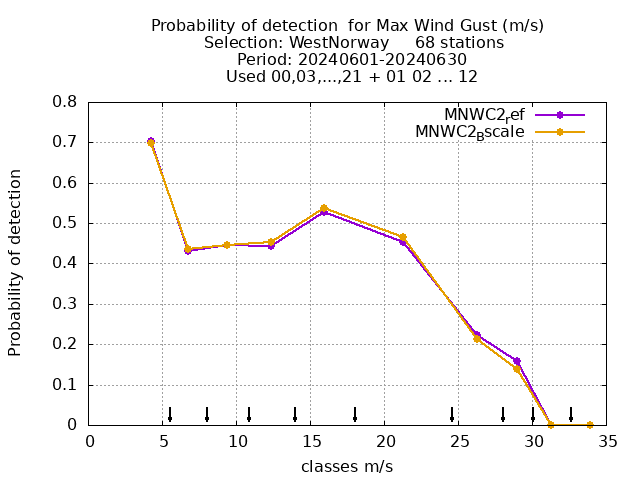 Probability of detection  for Max Wind Gust (m/s)
Selection: WestNorway     68 stations
Period: 20240601-20240630
Used 00,03,...,21 + 01 02 ... 12
MNWC2ref
MNWC2Bscale
Probability of detection
0.8
0.7
0.6
0.5
0.4
0.3
0.2
0.1
0
0 5 10 15 20 25 30 35
classes m/s